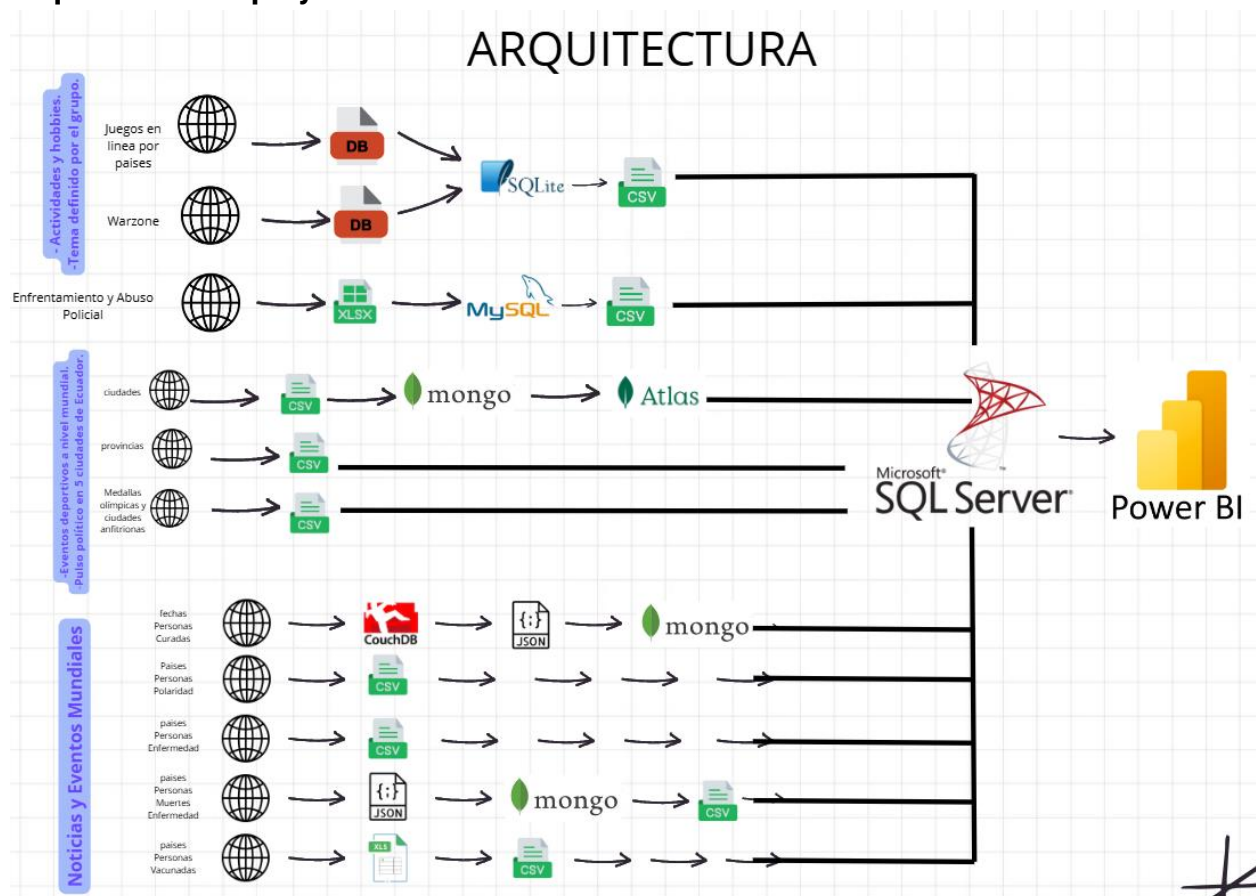 ARQUITECTURA
- Actividades y hobbies.
-Tema definido por el grupo.
Juegos en
linea por
paises
DB
Warzone
DB
SQLite
CSV
Enfrentamiento y Abuso
Policial
XLSX
MySQL
CSV
-Eventos deportivos a nivel mundial.
-Pulso político en 5 ciudades de Ecuador.
ciudades
CSV
mongo
Atlas
provincias
CSV
Medallas
olímpicas y
ciudades
anfitrionas
CSV
Microsoft®
SQL Server®
Power BI
Noticias y Eventos Mundiales
fechas
Personas
Curadas
CouchDB
{:}
JSON
mongo
Paises
Personas
Polaridad
CSV
paises
Personas
Enfermedad
CSV
paises
Personas
Muertes
Enfermedad
{:}
JSON
mongo
CSV
paises
Personas
Vacunadas
XLS
CSV